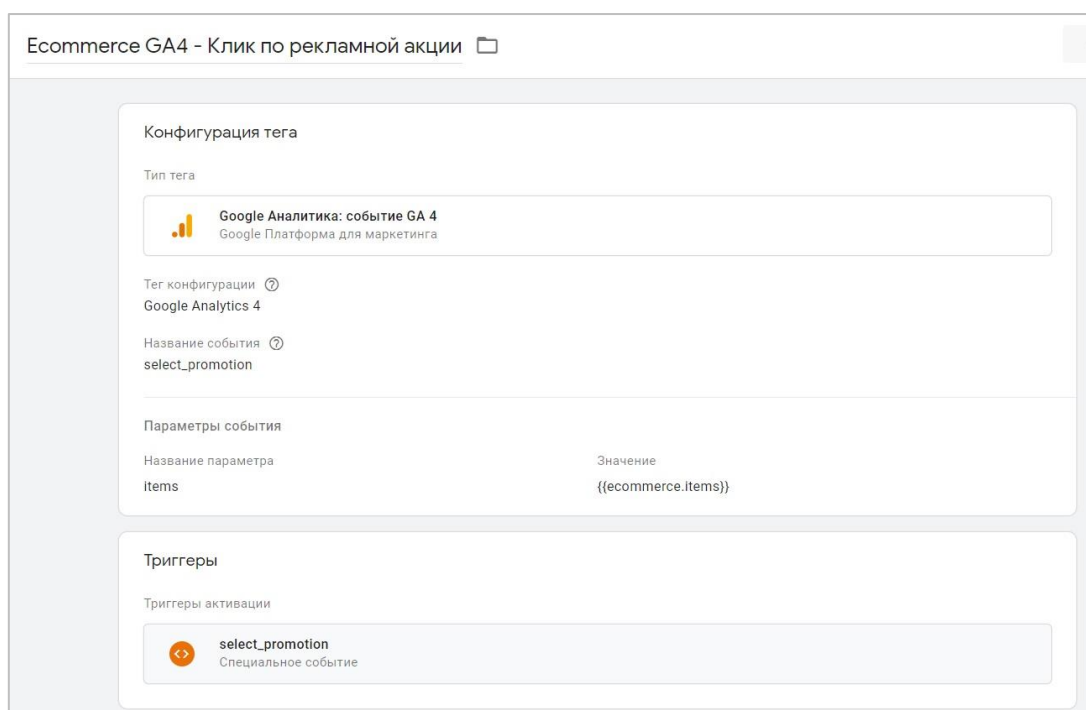 Ecommerce GA4 - Клик по рекламной акции
Конфигурация тега
Тип тега
Google Аналитика: событие GA 4
Google Платформа для маркетинга
Тег конфигурации
Google Analytics 4
Название события
select_promotion
Параметры события
Название параметра Значение
items {{ecommerce.items}}
Триггеры
Триггеры активации
select_promotion
Специальное событие